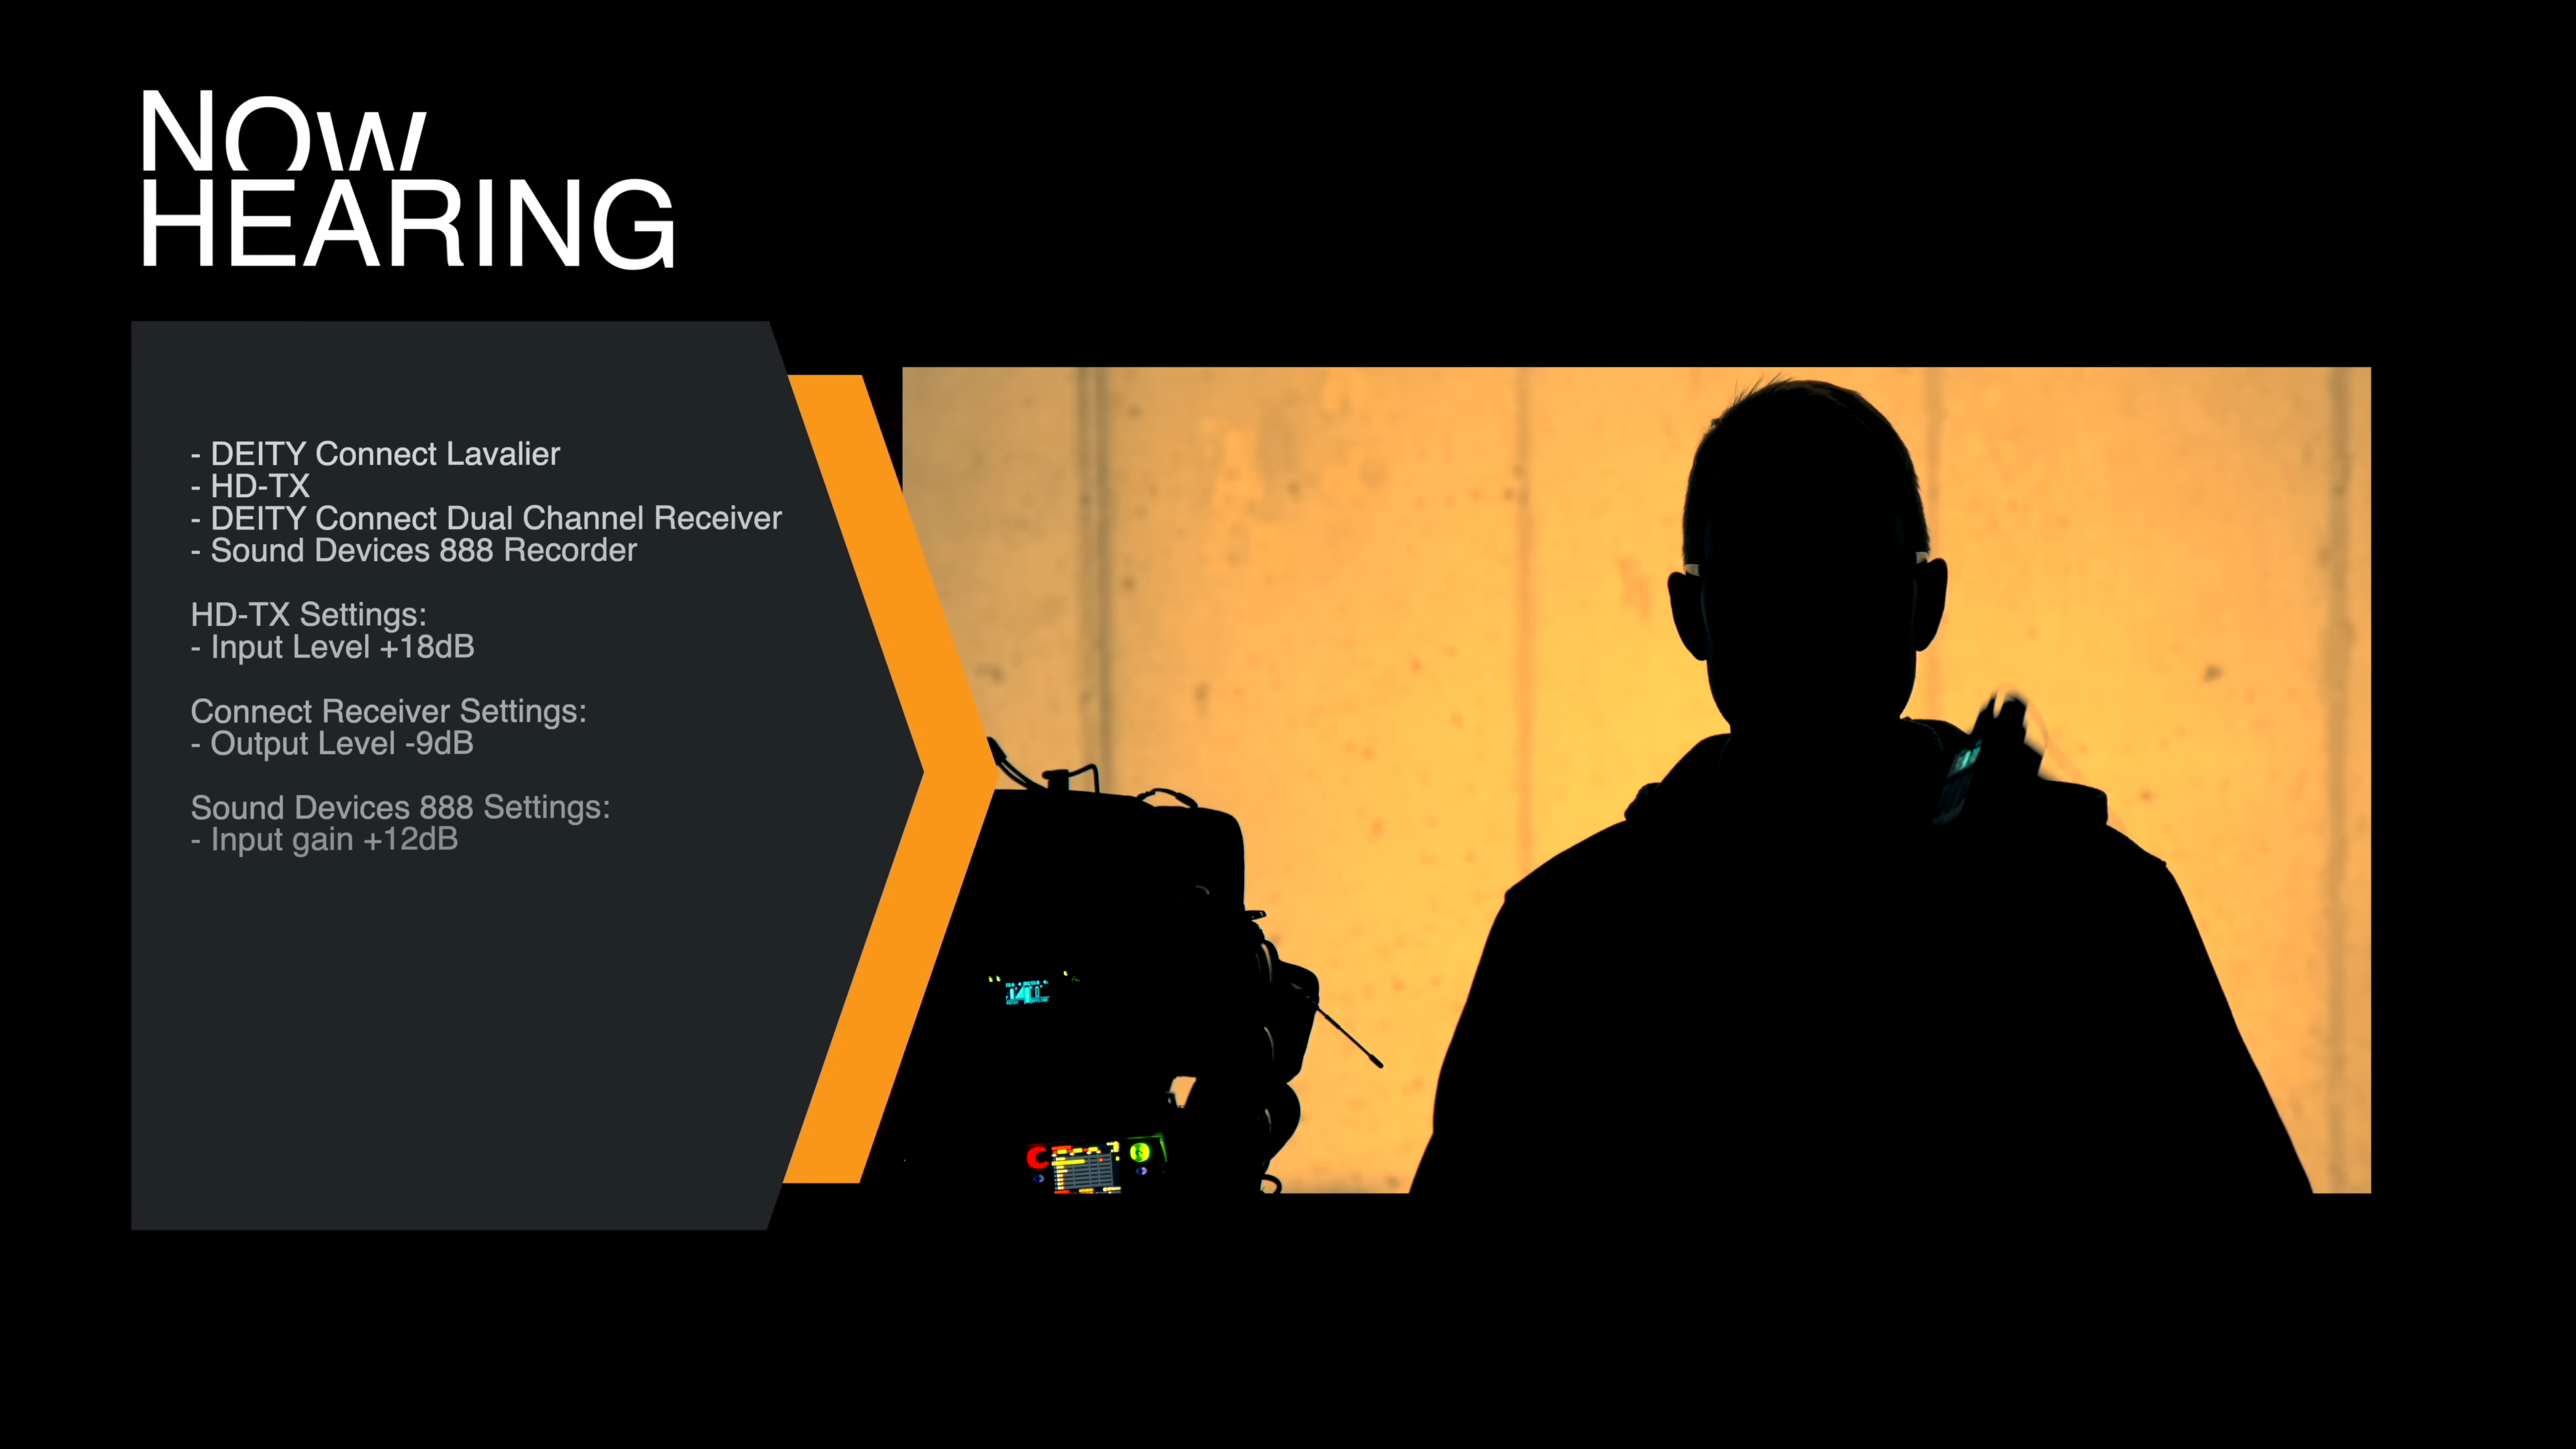 NOw
HEARING
- DEITY Connect Lavalier
- HD-TX
- DEITY Connect Dual Channel Receiver
- Sound Devices 888 Recorder
HD-TX Settings:
- Input Level +18dB
Connect Receiver Settings:
- Output Level -9dB
Sound Devices 888 Settings:
- Input gain +12dB